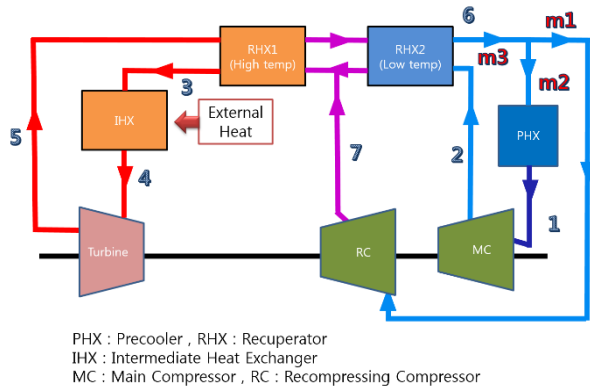 6
m1
RHX1
(High temp)
RHX2
(Low temp)
m3
m2
3
IHX
External
Heat
PHX
5
4
7
2
1
Turbine
RC
MC
PHX : Precooler , RHX : Recuperator
IHX : Intermediate Heat Exchanger
MC : Main Compressor , RC : Recompressing Compressor